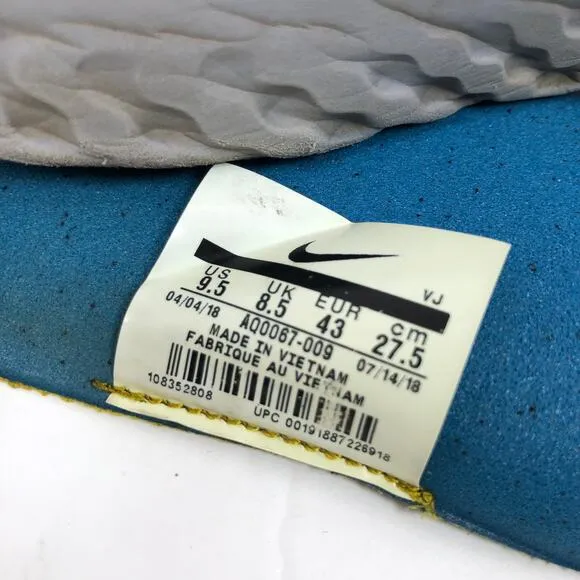 VJ
US UK EUR cm
9.5 8.5 43 27.5
04/04/18 AQ0067-009 07/14/18
MADE IN VIETNAM
FABRIQUE AU VIETNAM
108352808
UPC 00191887226918